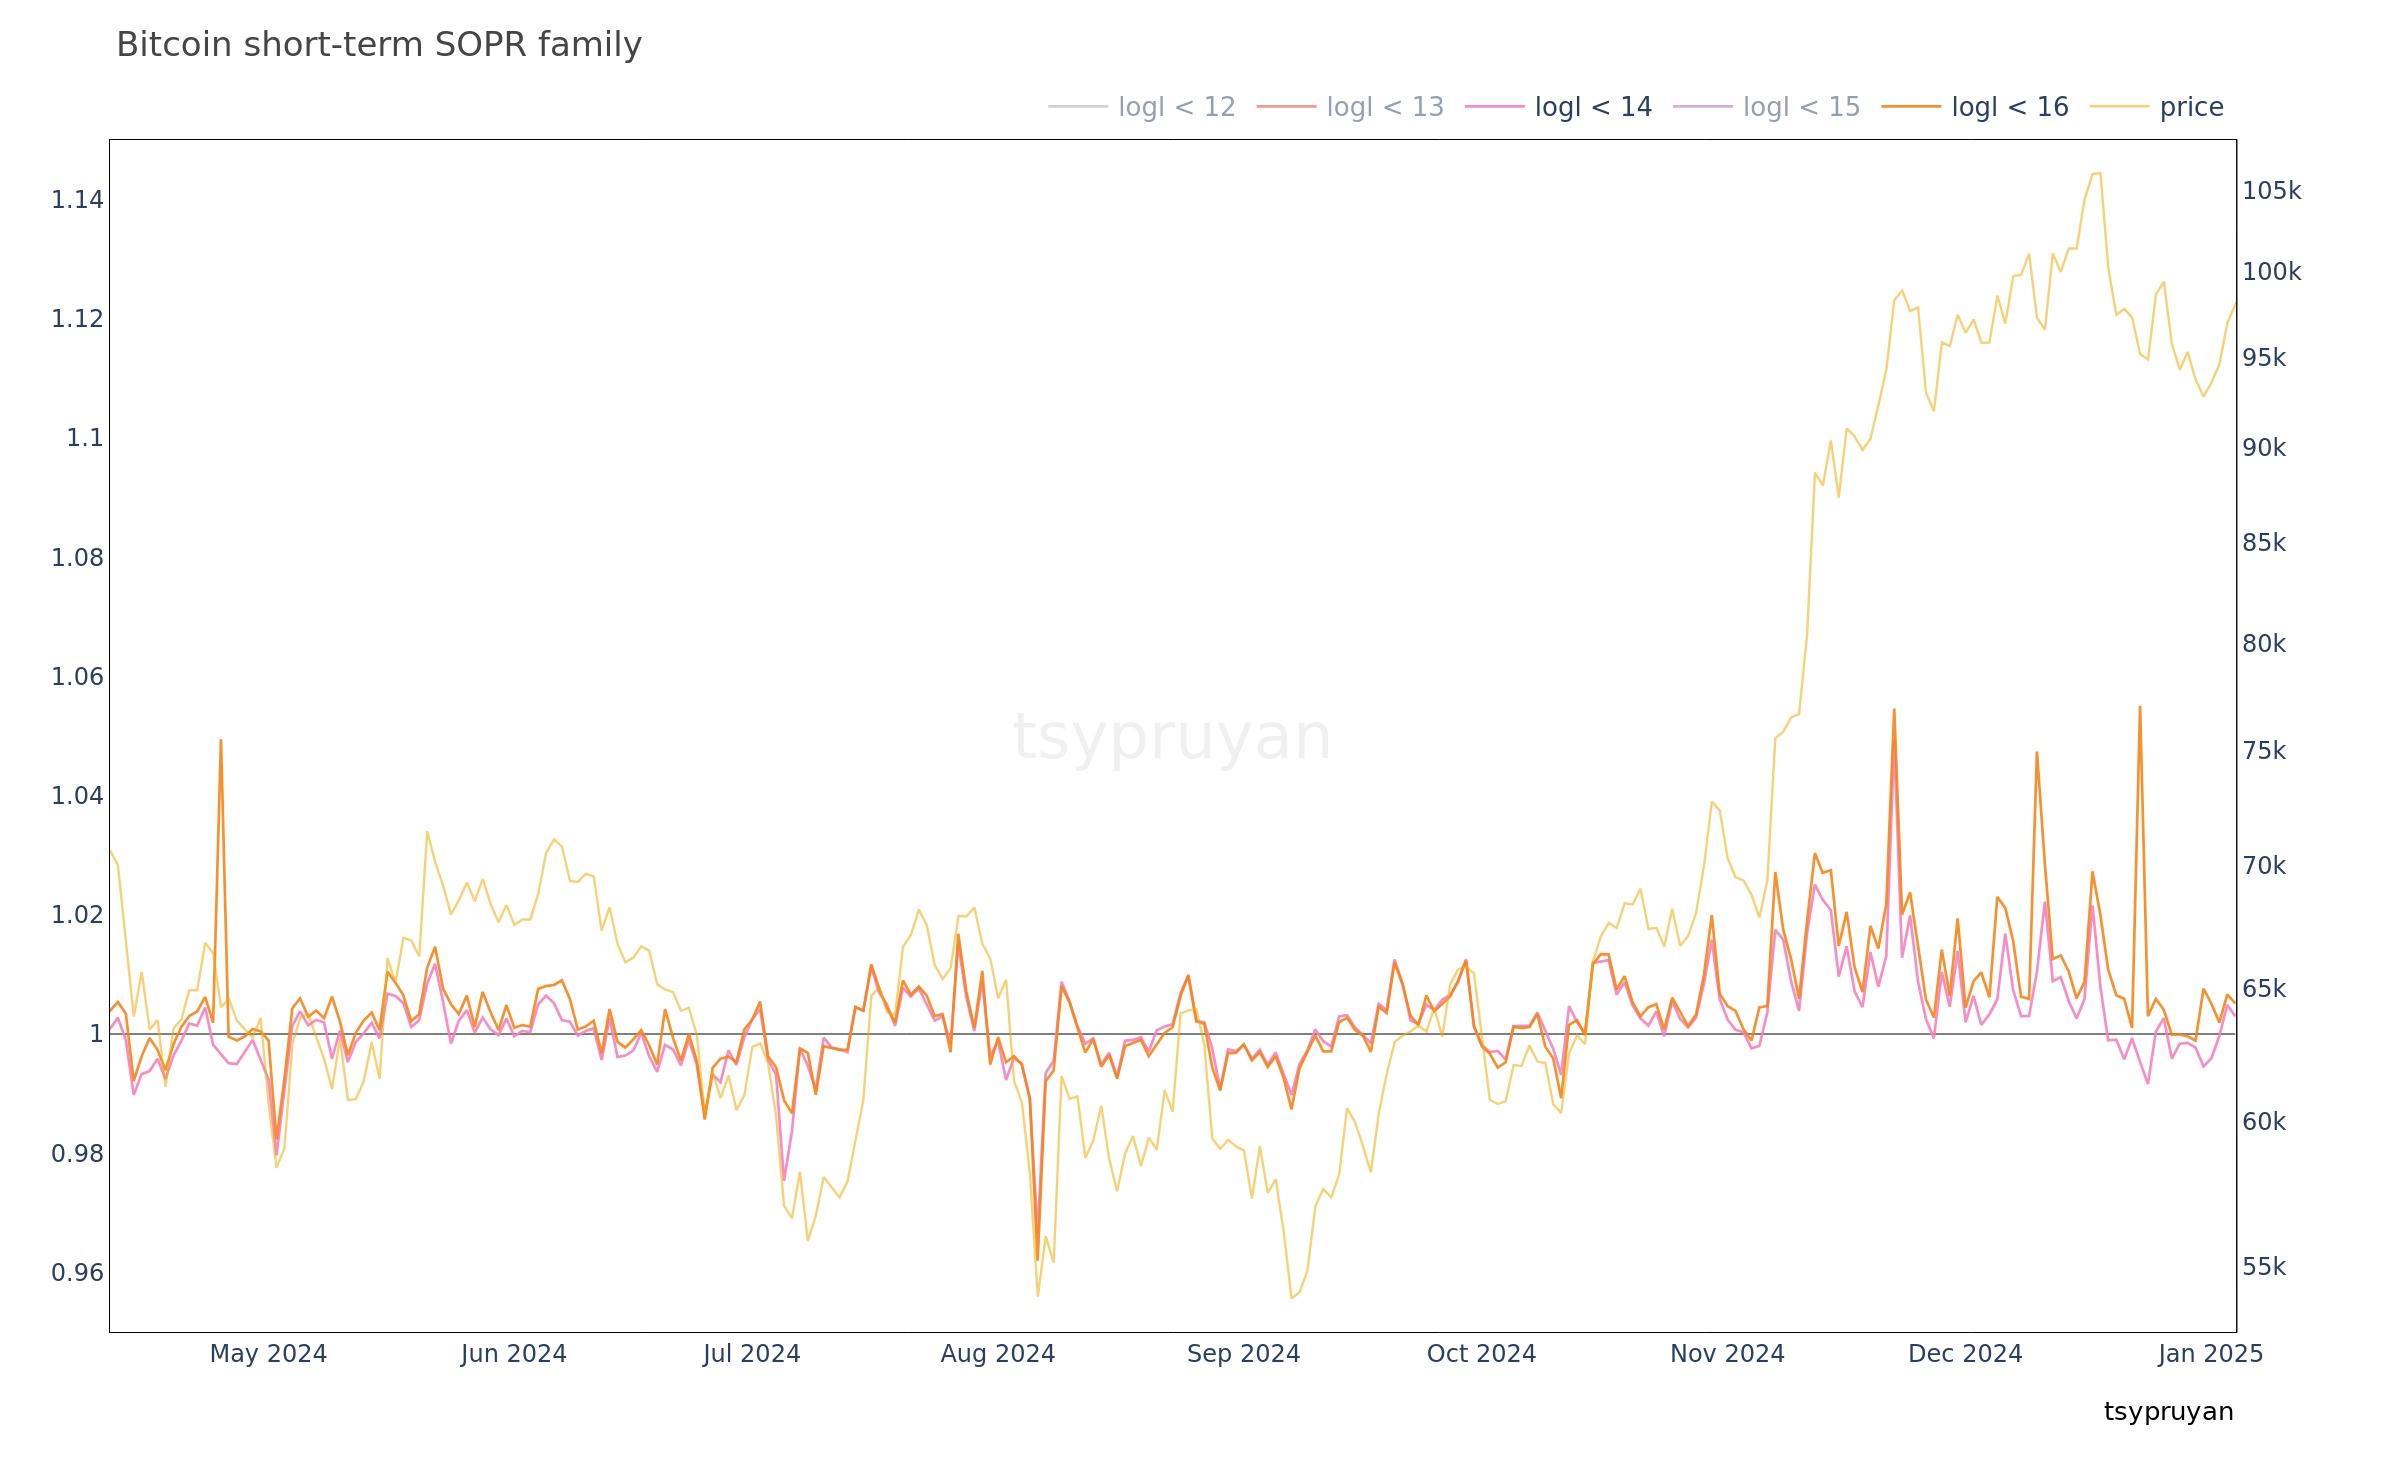 Bitcoin short-term SOPR family
logl < 12 logl < 13 logl < 14 logl < 15 logl < 16 price
1.14
1.12
1.1
1.08
1.06
1.04
1.02
1
0.98
0.96
105k
100k
95k
90k
85k
80k
75k
70k
65k
60k
55k
tsypruyan
May 2024 Jun 2024 Jul 2024 Aug 2024 Sep 2024 Oct 2024 Nov 2024 Dec 2024 Jan 2025
tsypruyan